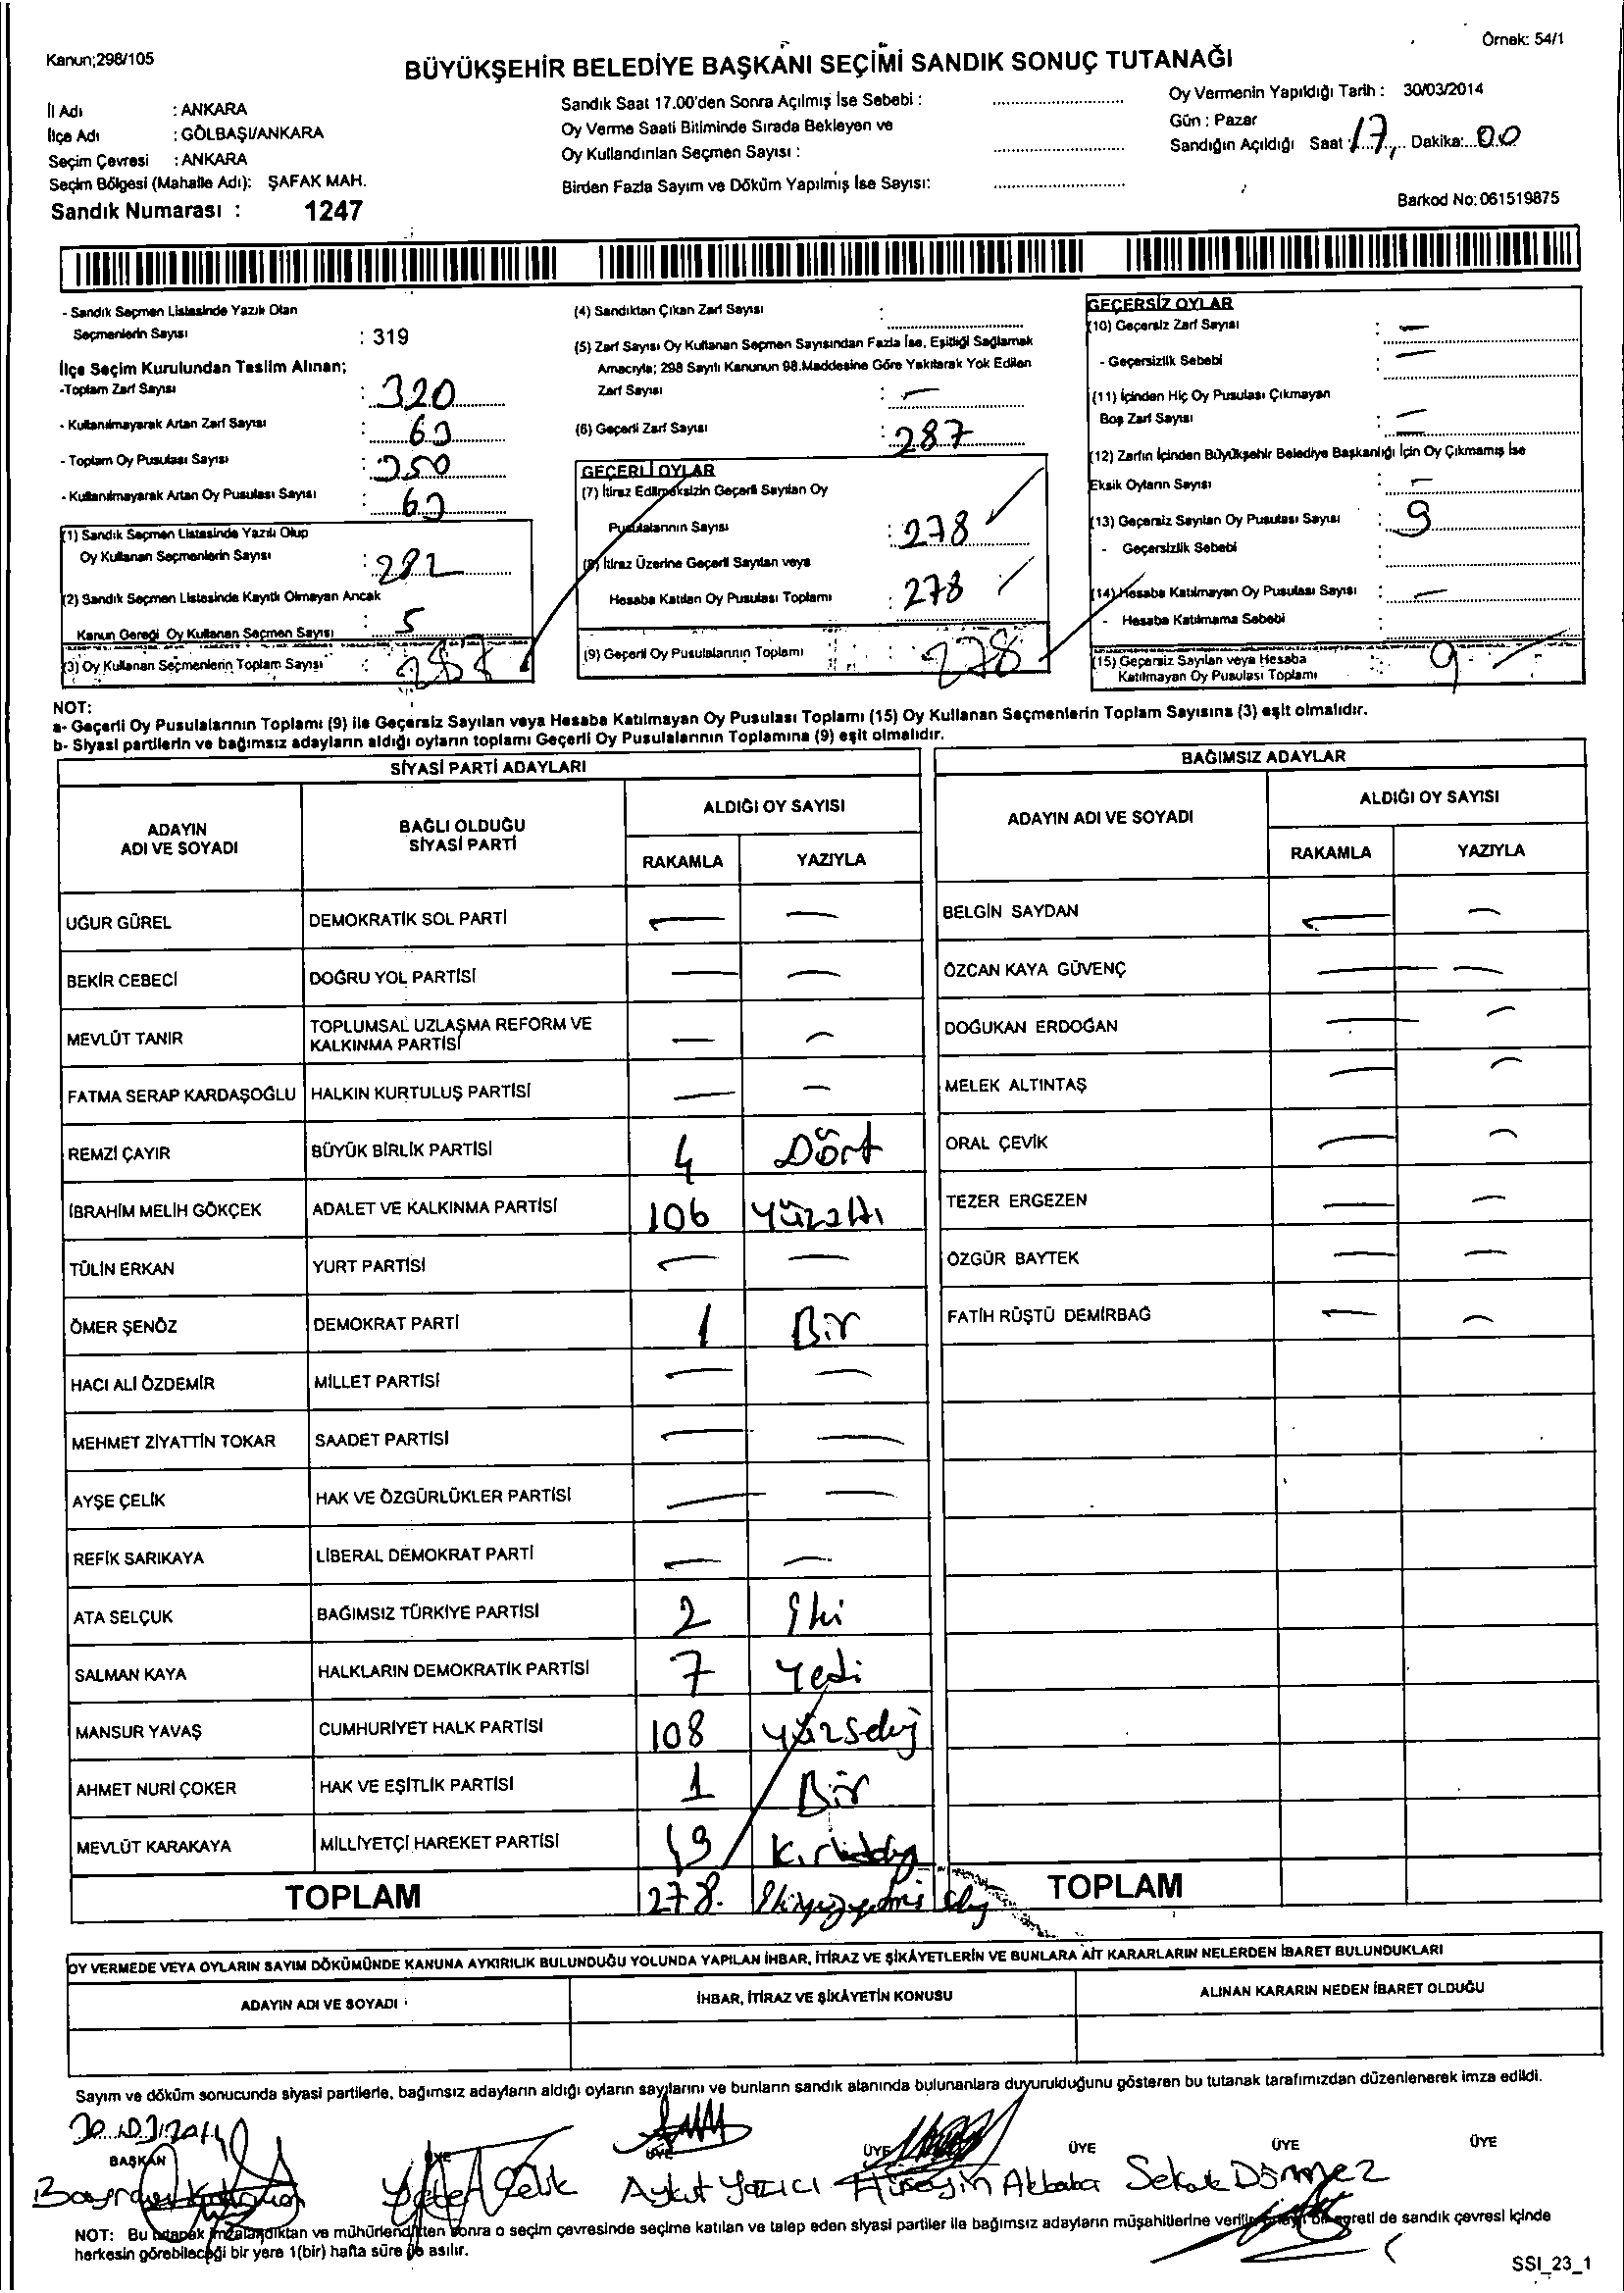 Kanun;298/105
Örnek: 54/1
BÜYÜKŞEHİR BELEDİYE BAŞKANI SEÇİMİ SANDIK SONUÇ TUTANAĞI
İl Adı : ANKARA
İlçe Adı : GÖLBAŞI/ANKARA
Seçim Çevresi : ANKARA
Seçim Bölgesi (Mahalle Adı): ŞAFAK MAH.
Sandık Numarası : 1247
Sandık Saat 17.00'den Sonra Açılmış İse Sebebi :
Oy Verme Saati Bitiminde Sırada Bekleyen ve
Oy Kullandırılan Seçmen Sayısı :
Birden Fazla Sayım ve Döküm Yapılmış İse Sayısı:
Oy Vermenin Yapıldığı Tarih : 30/03/2014
Gün : Pazar
Sandığın Açıldığı Saat : 17, Dakika: 00
Barkod No: 061519875
- Sandık Seçmen Listesinde Yazılı Olan
Seçmenlerin Sayısı : 319
İlçe Seçim Kurulundan Teslim Alınan;
-Toplam Zarf Sayısı : 320
- Kullanılmayarak Artan Zarf Sayısı : 63
- Toplam Oy Pusulası Sayısı : 350
- Kullanılmayarak Artan Oy Pusulası Sayısı : 63
(1) Sandık Seçmen Listesinde Yazılı Olup
Oy Kullanan Seçmenlerin Sayısı : 282
(2) Sandık Seçmen Listesinde Kayıtlı Olmayan Ancak
Kanun Gereği Oy Kullanan Seçmen Sayısı : 5
(3) Oy Kullanan Seçmenlerin Toplam Sayısı :
(4) Sandıktan Çıkan Zarf Sayısı :
(5) Zarf Sayısı Oy Kullanan Seçmen Sayısından Fazla İse, Eşitliği Sağlamak
Amacıyla; 298 Sayılı Kanunun 98.Maddesine Göre Yakılarak Yok Edilen
Zarf Sayısı : —
(6) Geçerli Zarf Sayısı : 287
GEÇERLİ OYLAR
(7) İtiraz Edilmeksizin Geçerli Sayılan Oy
Pusulalarının Sayısı : 278
(8) İtiraz Üzerine Geçerli Sayılan veya
Hesaba Katılan Oy Pusulası Toplamı : 278
(9) Geçerli Oy Pusulalarının Toplamı : 278
GEÇERSİZ OYLAR
(10) Geçersiz Zarf Sayısı : —
- Geçersizlik Sebebi : —
(11) İçinden Hiç Oy Pusulası Çıkmayan
Boş Zarf Sayısı : —
(12) Zarfın İçinden Büyükşehir Belediye Başkanlığı İçin Oy Çıkmamış İse
Eksik Oyların Sayısı : —
(13) Geçersiz Sayılan Oy Pusulası Sayısı : 9
- Geçersizlik Sebebi :
(14) Hesaba Katılmayan Oy Pusulası Sayısı : —
- Hesaba Katılmama Sebebi :
(15) Geçersiz Sayılan veya Hesaba
Katılmayan Oy Pusulası Toplamı : 9
NOT:
a- Geçerli Oy Pusulalarının Toplamı (9) ile Geçersiz Sayılan veya Hesaba Katılmayan Oy Pusulası Toplamı (15) Oy Kullanan Seçmenlerin Toplam Sayısına (3) eşit olmalıdır.
b- Siyasi partilerin ve bağımsız adayların aldığı oyların toplamı Geçerli Oy Pusulalarının Toplamına (9) eşit olmalıdır.
SİYASİ PARTİ ADAYLARI
ADAYIN ADI VE SOYADI
BAĞLI OLDUĞU SİYASİ PARTİ
ALDIĞI OY SAYISI
RAKAMLA YAZIYLA
UĞUR GÜREL DEMOKRATİK SOL PARTİ — —
BEKİR CEBECİ DOĞRU YOL PARTİSİ — —
MEVLÜT TANIR TOPLUMSAL UZLAŞMA REFORM VE KALKINMA PARTİSİ — —
FATMA SERAP KARDAŞOĞLU HALKIN KURTULUŞ PARTİSİ — —
REMZİ ÇAYIR BÜYÜK BİRLİK PARTİSİ 4 Dört
İBRAHİM MELİH GÖKÇEK ADALET VE KALKINMA PARTİSİ 106 Yüzaltı
TÜLİN ERKAN YURT PARTİSİ — —
ÖMER ŞENÖZ DEMOKRAT PARTİ 1 Bir
HACI ALİ ÖZDEMİR MİLLET PARTİSİ — —
MEHMET ZİYATTİN TOKAR SAADET PARTİSİ — —
AYŞE ÇELİK HAK VE ÖZGÜRLÜKLER PARTİSİ — —
REFİK SARIKAYA LİBERAL DEMOKRAT PARTİ — —
ATA SELÇUK BAĞIMSIZ TÜRKİYE PARTİSİ 2 İki
SALMAN KAYA HALKLARIN DEMOKRATİK PARTİSİ 7 Yedi
MANSUR YAVAŞ CUMHURİYET HALK PARTİSİ 108
AHMET NURİ ÇOKER HAK VE EŞİTLİK PARTİSİ 1 Bir
MEVLÜT KARAKAYA MİLLİYETÇİ HAREKET PARTİSİ
TOPLAM 278.
BAĞIMSIZ ADAYLAR
ADAYIN ADI VE SOYADI
ALDIĞI OY SAYISI
RAKAMLA YAZIYLA
BELGİN SAYDAN — —
ÖZCAN KAYA GÜVENÇ — —
DOĞUKAN ERDOĞAN — —
MELEK ALTINTAŞ — —
ORAL ÇEVİK — —
TEZER ERGEZEN — —
ÖZGÜR BAYTEK — —
FATİH RÜŞTÜ DEMİRBAĞ — —
TOPLAM
OY VERMEDE VEYA OYLARIN SAYIM DÖKÜMÜNDE KANUNA AYKIRILIK BULUNDUĞU YOLUNDA YAPILAN İHBAR, İTİRAZ VE ŞİKÂYETLERİN VE BUNLARA AİT KARARLARIN NELERDEN İBARET BULUNDUKLARI
ADAYIN ADI VE SOYADI
İHBAR, İTİRAZ VE ŞİKÂYETİN KONUSU
ALINAN KARARIN NEDEN İBARET OLDUĞU
Sayım ve döküm sonucunda siyasi partilerle, bağımsız adayların aldığı oyların sayılarını ve bunların sandık alanında bulunanlara duyurulduğunu gösteren bu tutanak tarafımızdan düzenlenerek imza edildi.
30.03.2014
BAŞKAN ÜYE ÜYE ÜYE ÜYE ÜYE ÜYE
Çelik Aykut Yazıcı Hüseyin Akbaba Dönmez
NOT: Bu tutanak imzalandıktan ve mühürlendikten sonra o seçim çevresinde seçime katılan ve talep eden siyasi partiler ile bağımsız adayların müşahitlerine verilir. Onaylı bir sureti de sandık çevresi içinde
herkesin görebileceği bir yere 1(bir) hafta süre ile asılır.
SSI_23_1